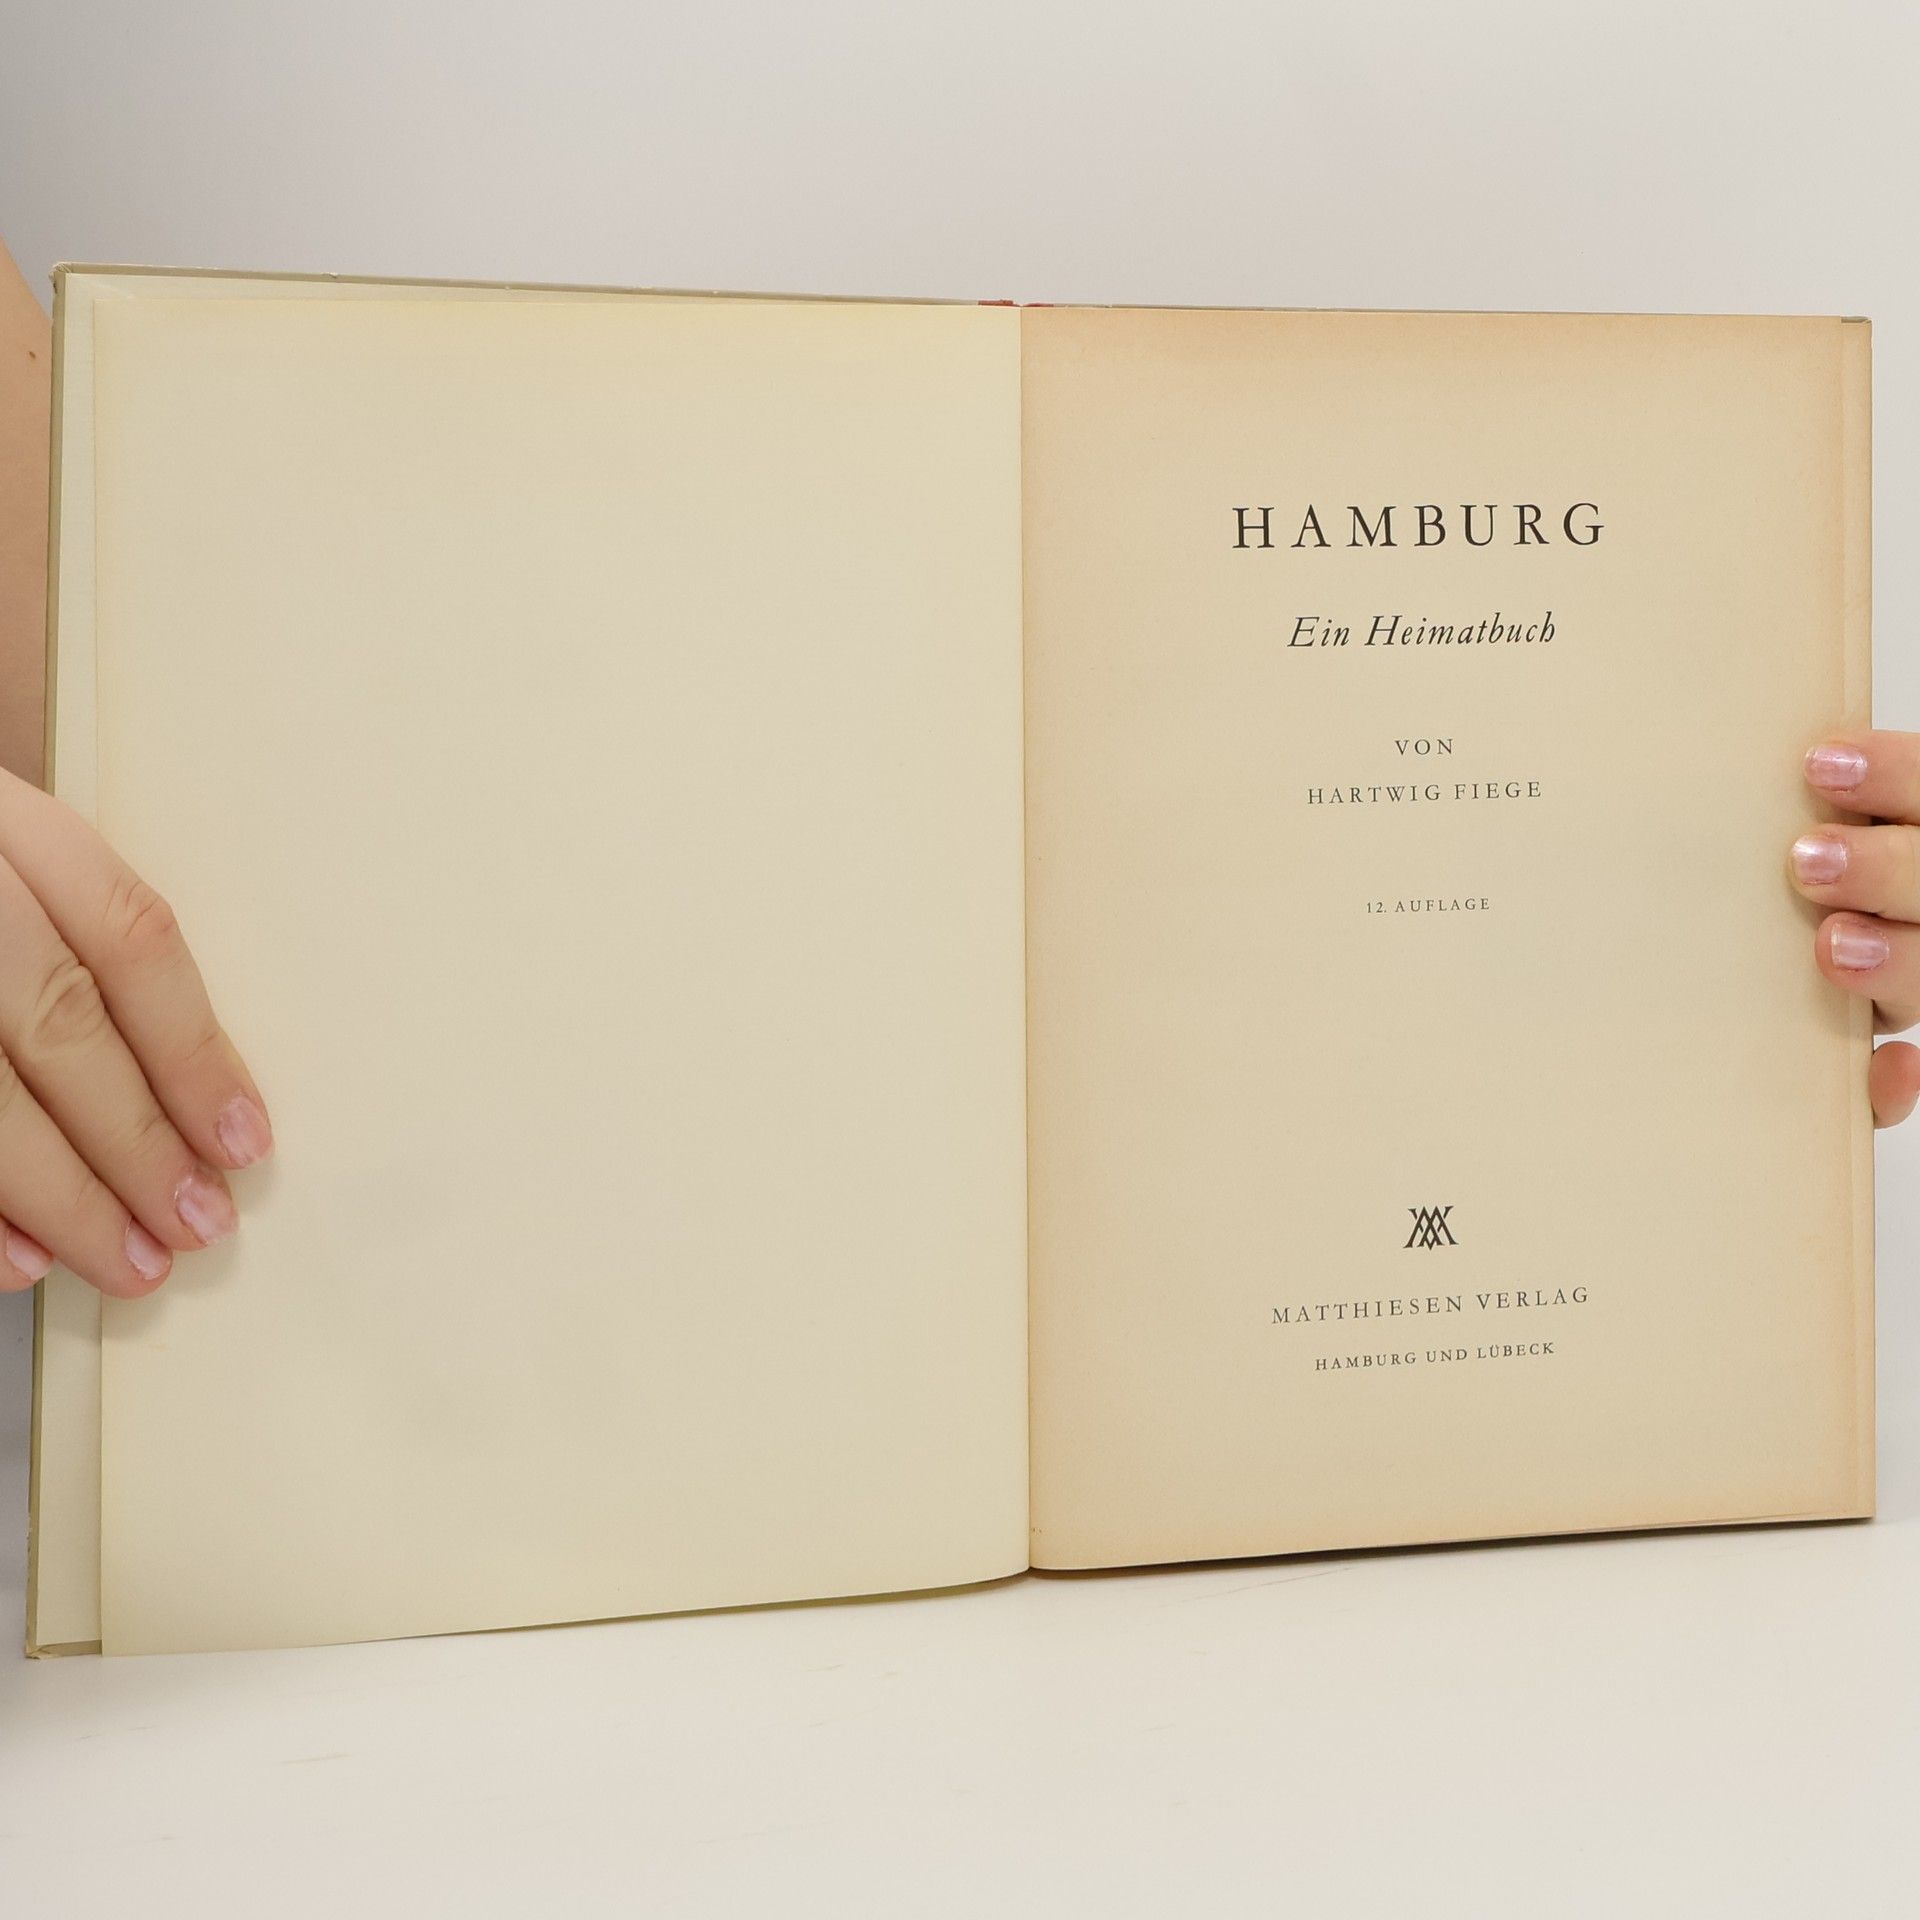 HAMBURG
Ein Heimatbuch
VON
HARTWIG FIEGE
12. AUFLAGE
MATTHIESEN VERLAG
HAMBURG UND LÜBECK